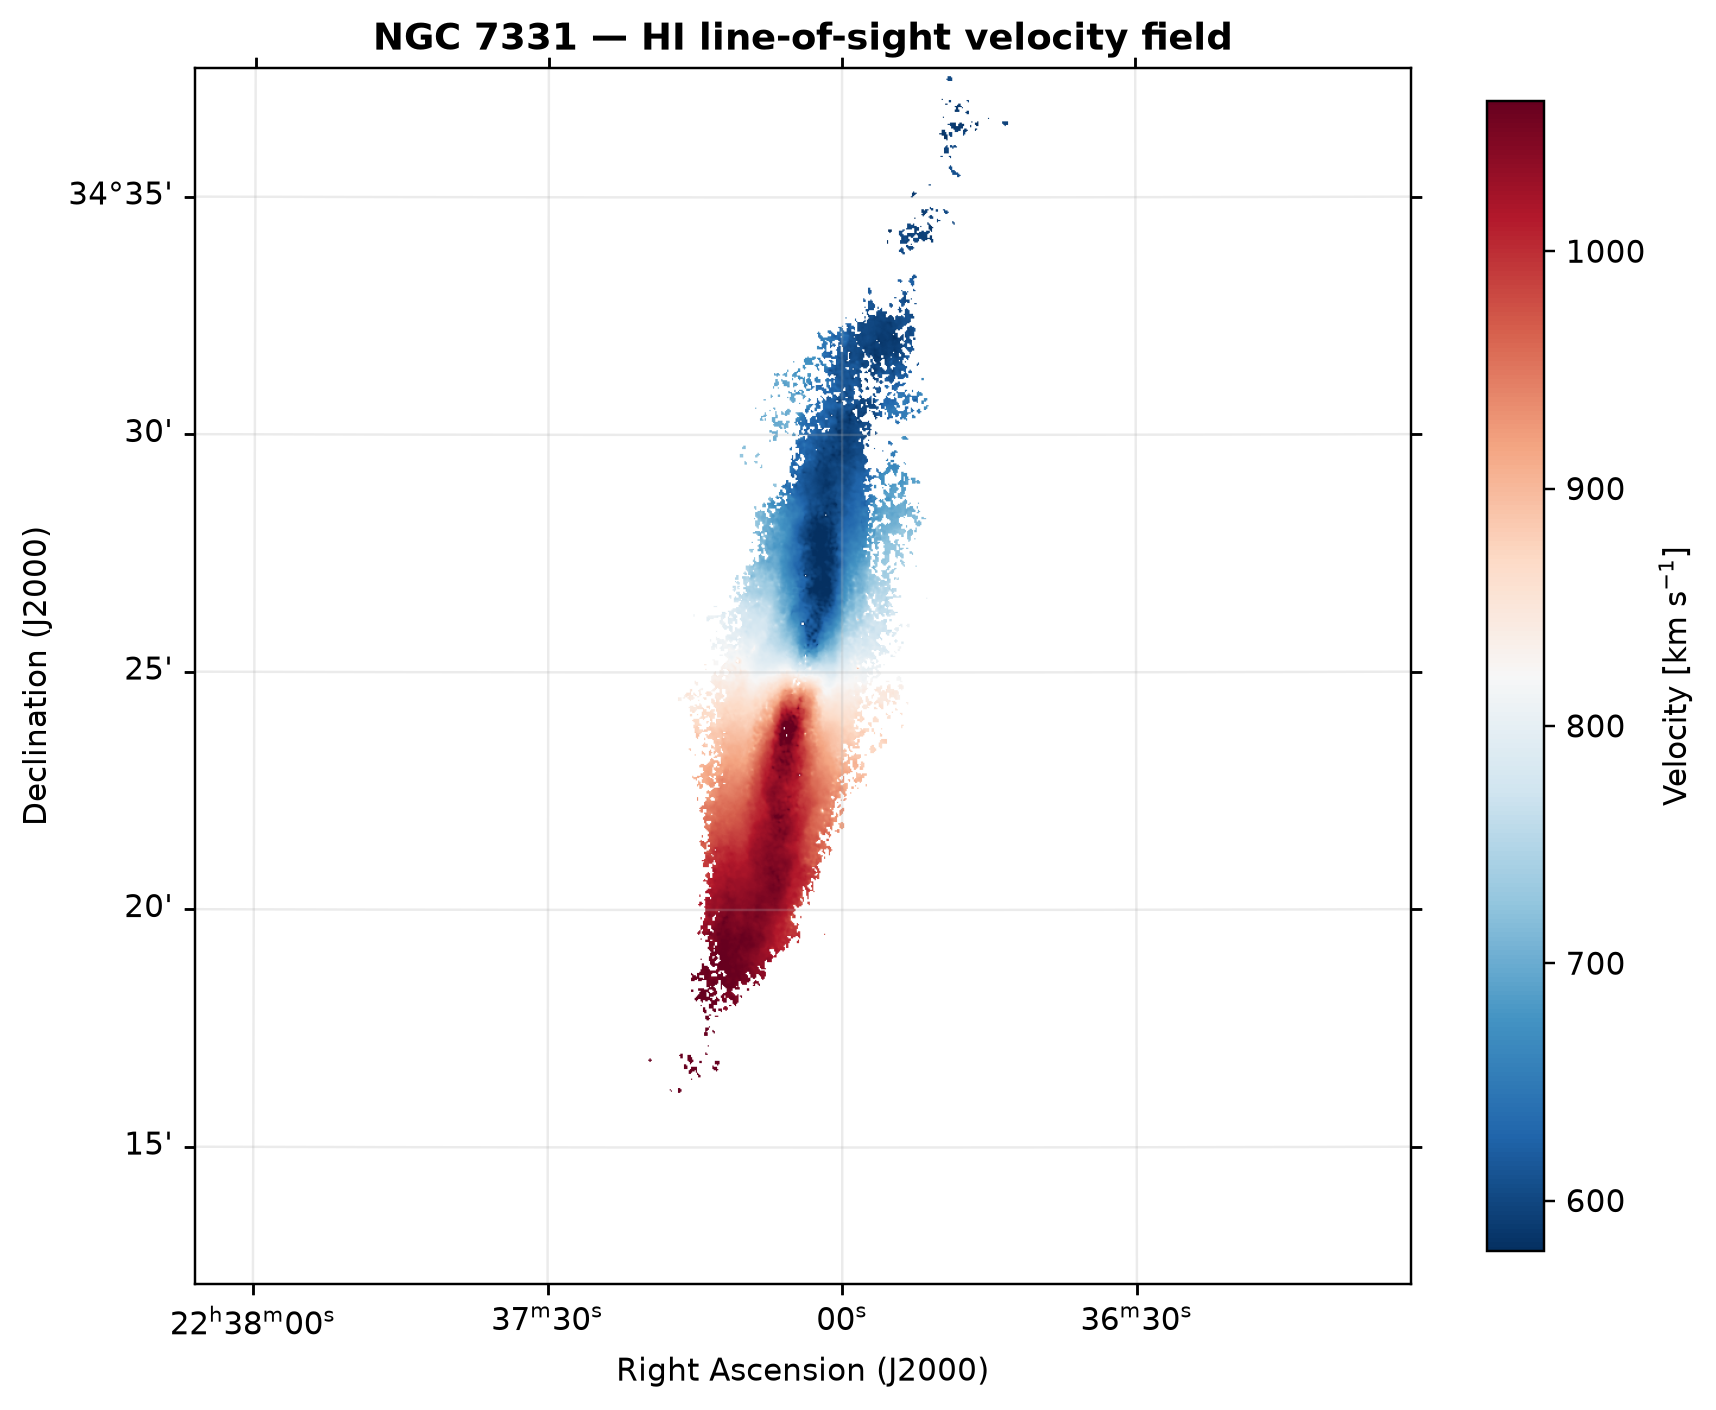 NGC 7331 — HI line-of-sight velocity field
34°35'
30'
25'
20'
15'
Declination (J2000)
22ʰ38ᵐ00ˢ
37ᵐ30ˢ
00ˢ
36ᵐ30ˢ
Right Ascension (J2000)
1000
900
800
700
600
Velocity [km s⁻¹]